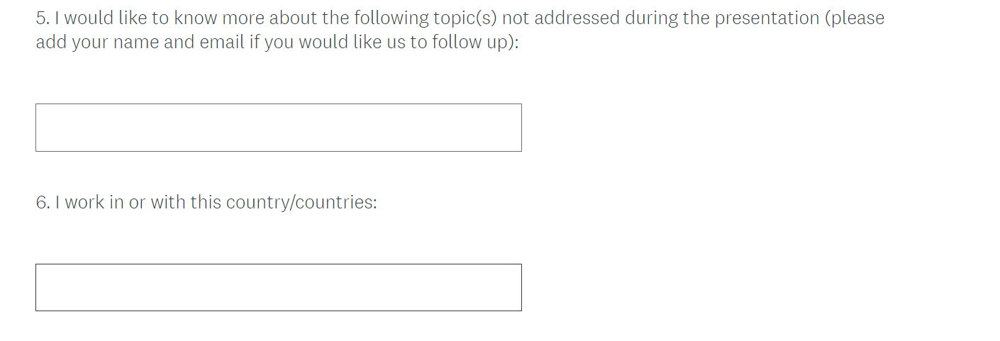 5. I would like to know more about the following topic(s) not addressed during the presentation (please
add your name and email if you would like us to follow up):
6. I work in or with this country/countries: